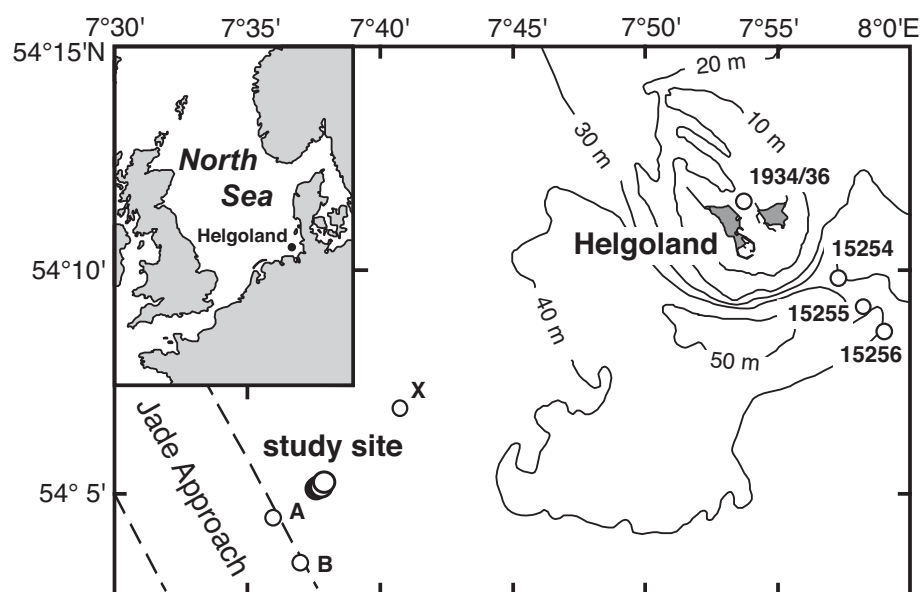 7°30' 7°35' 7°40' 7°45' 7°50' 7°55' 8°0'E
54°15'N
54°10'
54° 5'
North
Sea
Helgoland
20 m
10 m
30 m
1934/36
Helgoland
15254
15255
15256
40 m
50 m
X
study site
A
B
Jade Approach